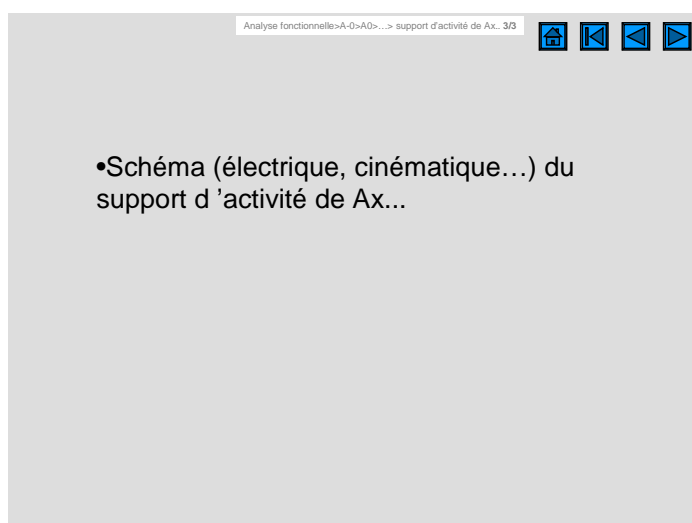 Analyse fonctionnelle>A-0>A0>…> support d'activité de Ax.. 3/3
•Schéma (électrique, cinématique…) du
support d ’activité de Ax...